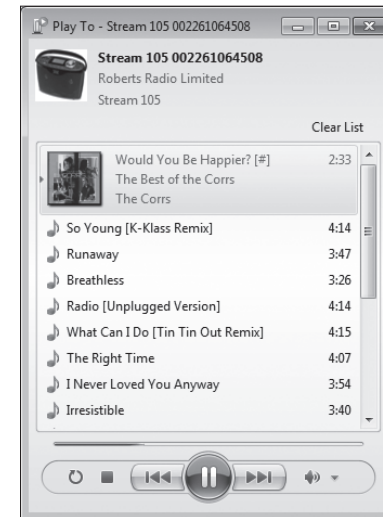 Play To - Stream 105 002261064508
Stream 105 002261064508
Roberts Radio Limited
Stream 105
Clear List
Would You Be Happier? [#] 2:33
The Best of the Corrs
The Corrs
So Young [K-Klass Remix] 4:14
Runaway 3:47
Breathless 3:26
Radio [Unplugged Version] 4:14
What Can I Do [Tin Tin Out Remix] 4:15
The Right Time 4:07
I Never Loved You Anyway 3:54
Irresistible 3:40